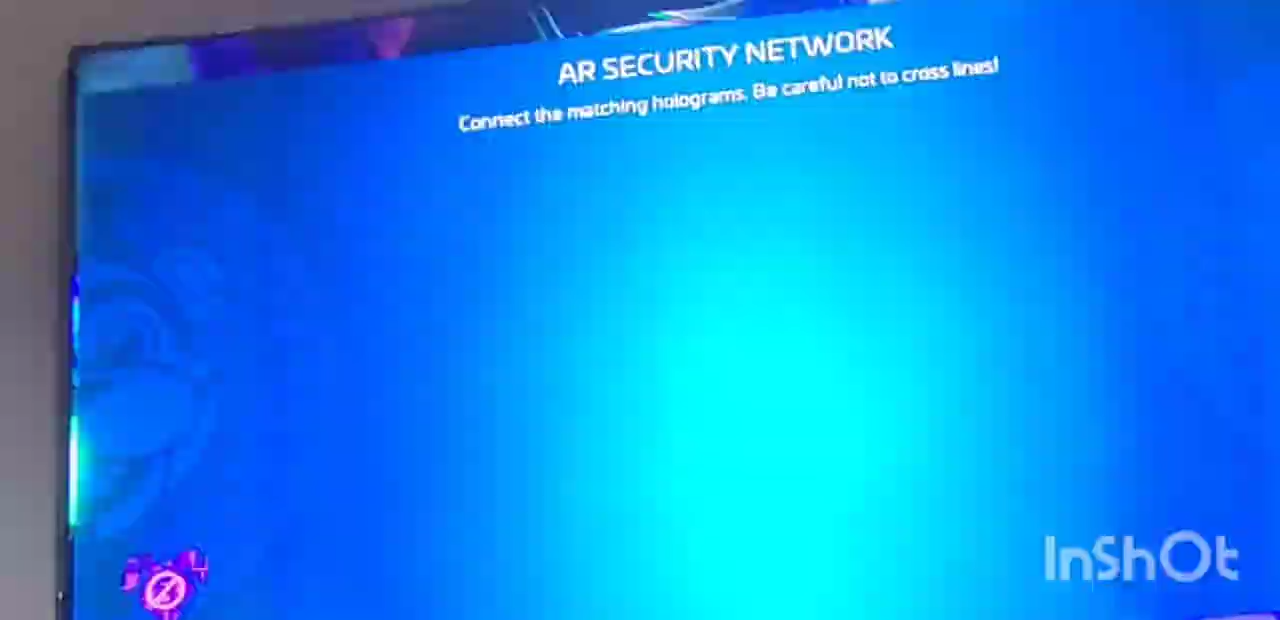 AR SECURITY NETWORK
Connect the matching holograms. Be careful not to cross lines!
InShOt